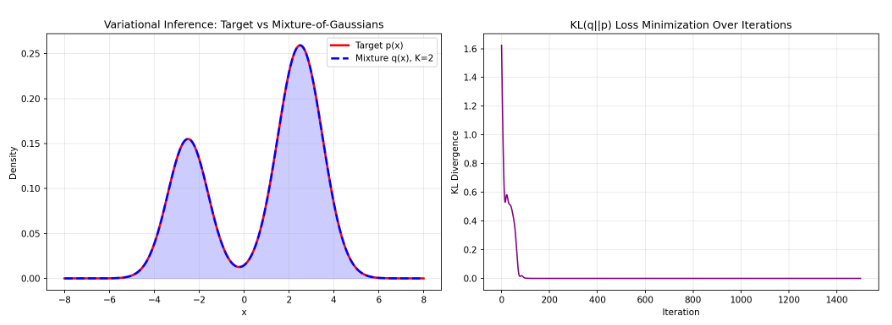 Variational Inference: Target vs Mixture-of-Gaussians
Target p(x)
Mixture q(x), K=2
0.25
0.20
0.15
0.10
0.05
0.00
Density
−8 −6 −4 −2 0 2 4 6 8
x
KL(q||p) Loss Minimization Over Iterations
1.6
1.4
1.2
1.0
0.8
0.6
0.4
0.2
0.0
KL Divergence
0 200 400 600 800 1000 1200 1400
Iteration